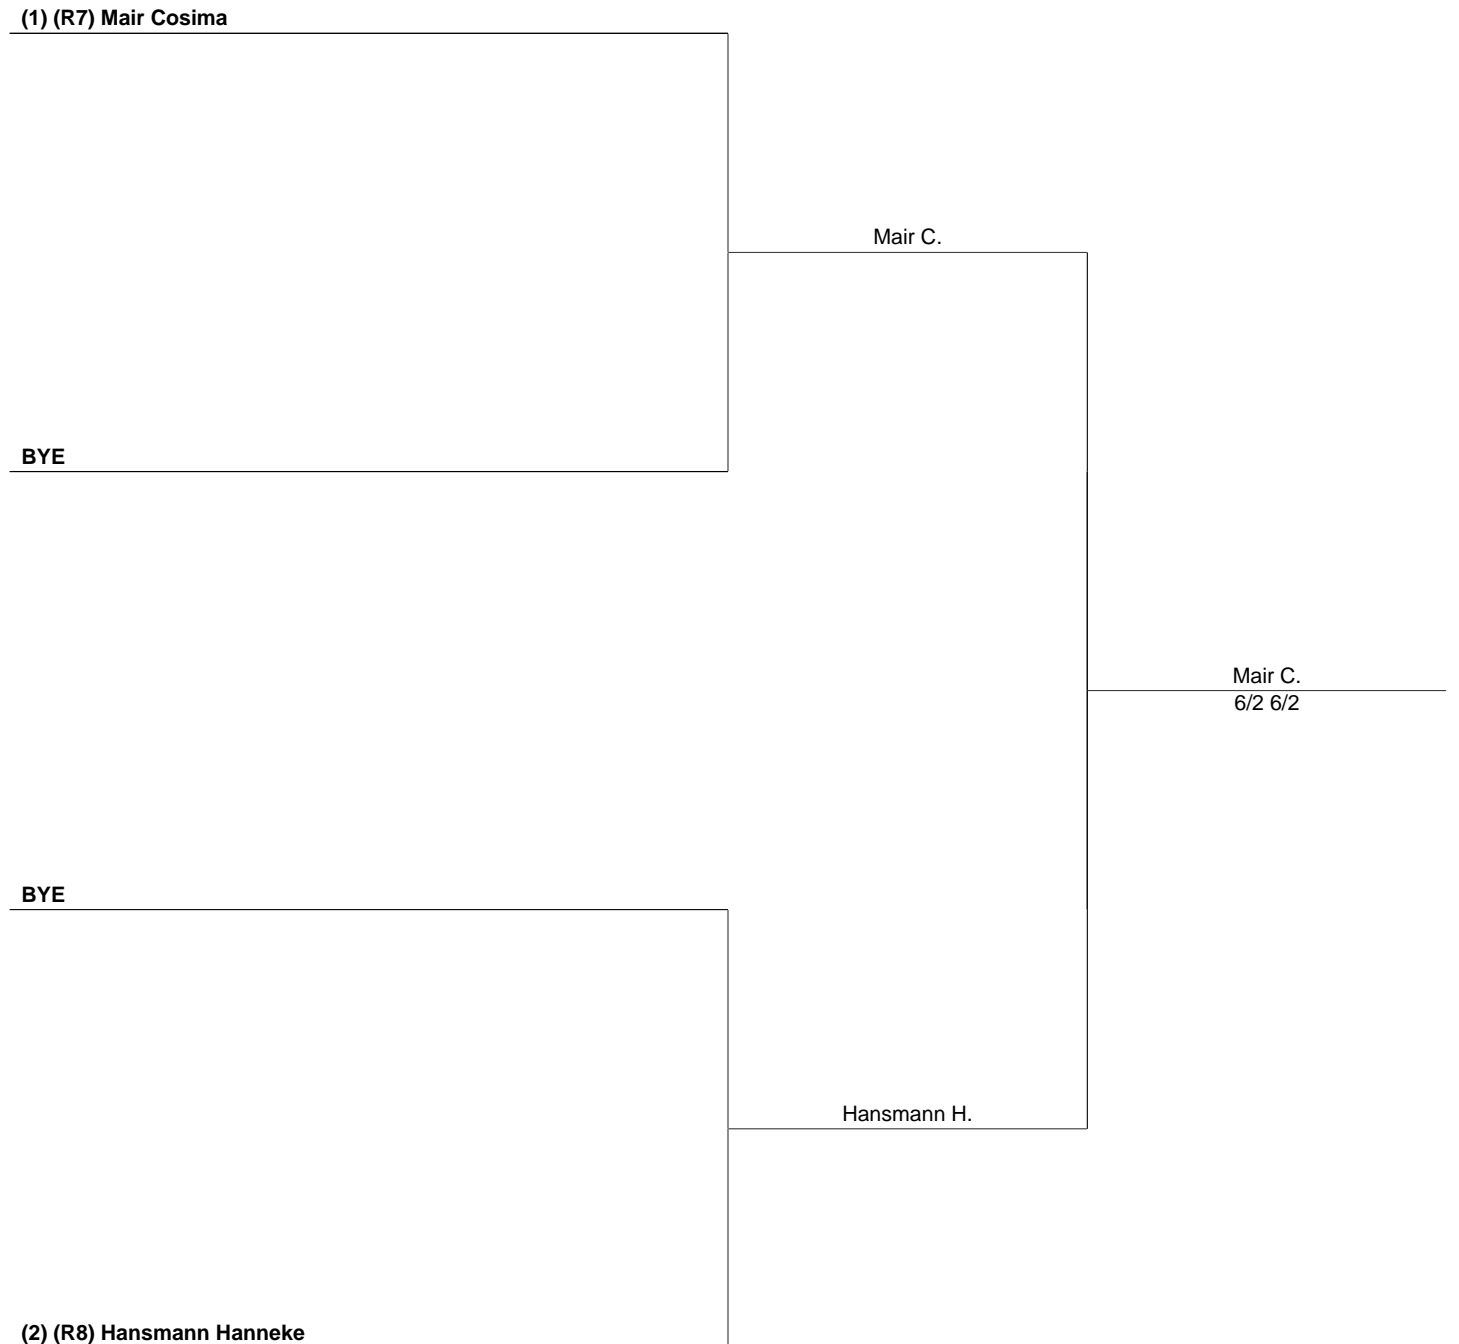 (1) (R7) Mair Cosima
Mair C.
BYE
Mair C.
6/2 6/2
BYE
Hansmann H.
(2) (R8) Hansmann Hanneke